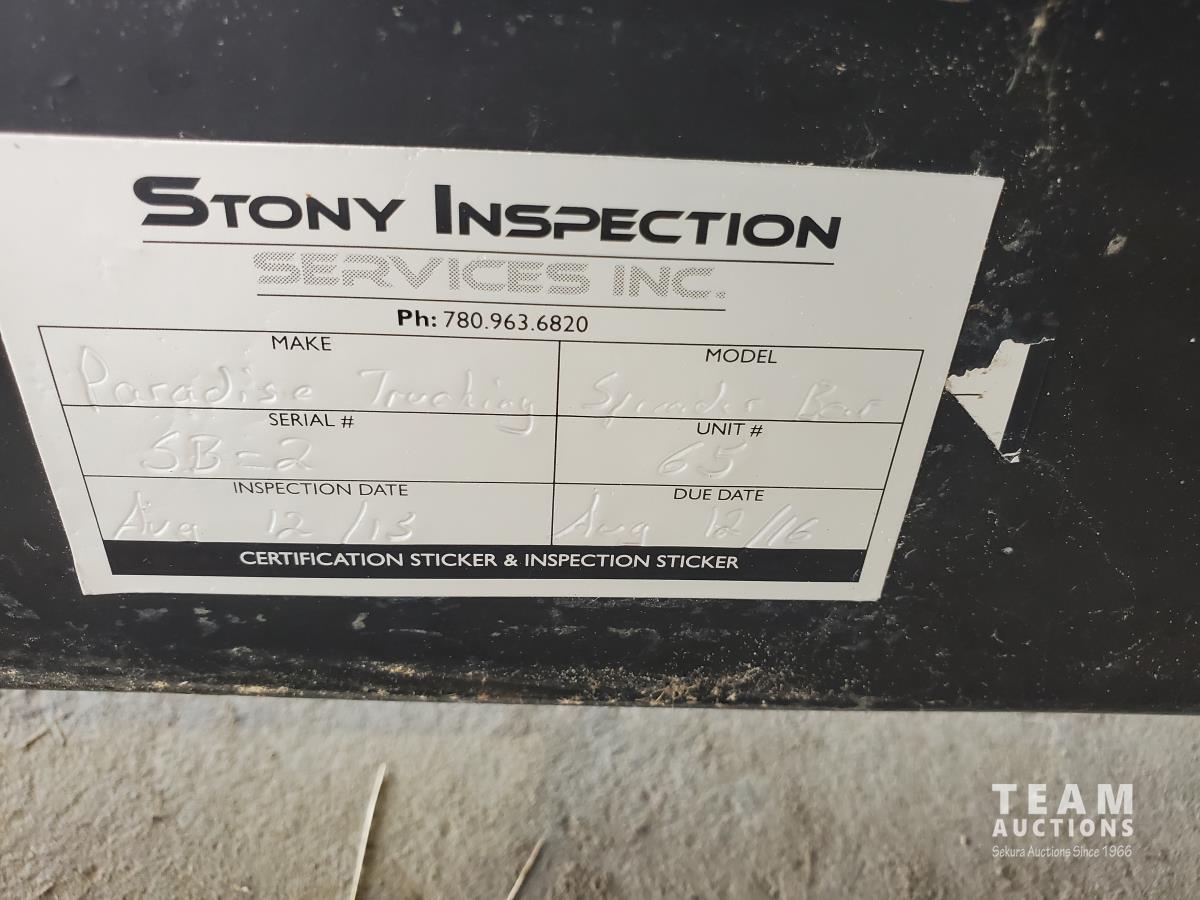 STONY INSPECTION
SERVICES INC.
Ph: 780.963.6820
MAKE
Paradise Trucking
MODEL
Bar
SERIAL #
SB-2
UNIT #
65
INSPECTION DATE
Aug 12/13
DUE DATE
Aug 12/16
CERTIFICATION STICKER & INSPECTION STICKER
TEAM
AUCTIONS
Sekura Auctions Since 1966